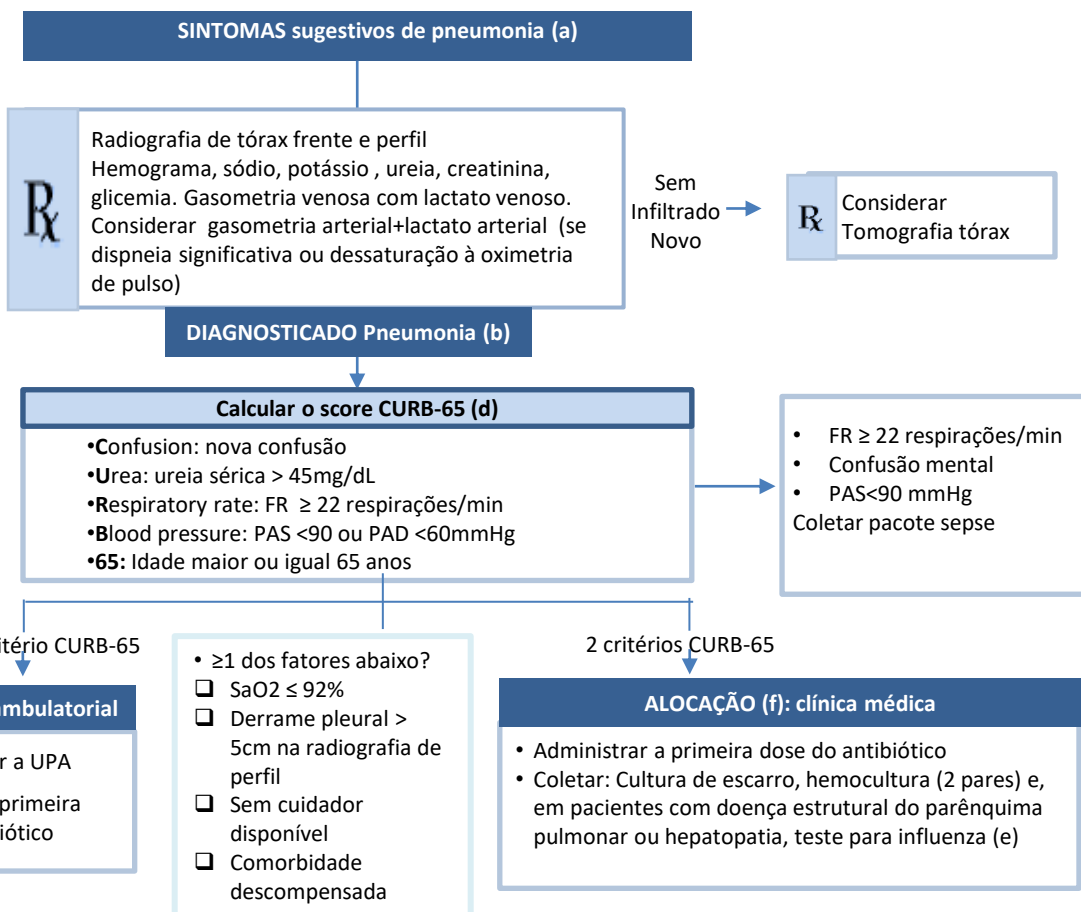 SINTOMAS sugestivos de pneumonia (a)
Radiografia de tórax frente e perfil
Hemograma, sódio, potássio , ureia, creatinina,
glicemia. Gasometria venosa com lactato venoso.
Considerar gasometria arterial+lactato arterial (se
dispneia significativa ou dessaturação à oximetria
de pulso)
Sem
Infiltrado
Novo
Considerar
Tomografia tórax
DIAGNOSTICADO Pneumonia (b)
Calcular o score CURB-65 (d)
•Confusion: nova confusão
•Urea: ureia sérica > 45mg/dL
•Respiratory rate: FR ≥ 22 respirações/min
•Blood pressure: PAS <90 ou PAD <60mmHg
•65: Idade maior ou igual 65 anos
• FR ≥ 22 respirações/min
• Confusão mental
• PAS<90 mmHg
Coletar pacote sepse
itério CURB-65
ambulatorial
r a UPA
primeira
biótico
• ≥1 dos fatores abaixo?
❑ SaO2 ≤ 92%
❑ Derrame pleural >
5cm na radiografia de
perfil
❑ Sem cuidador
disponível
❑ Comorbidade
descompensada
2 critérios CURB-65
ALOCAÇÃO (f): clínica médica
• Administrar a primeira dose do antibiótico
• Coletar: Cultura de escarro, hemocultura (2 pares) e,
em pacientes com doença estrutural do parênquima
pulmonar ou hepatopatia, teste para influenza (e)